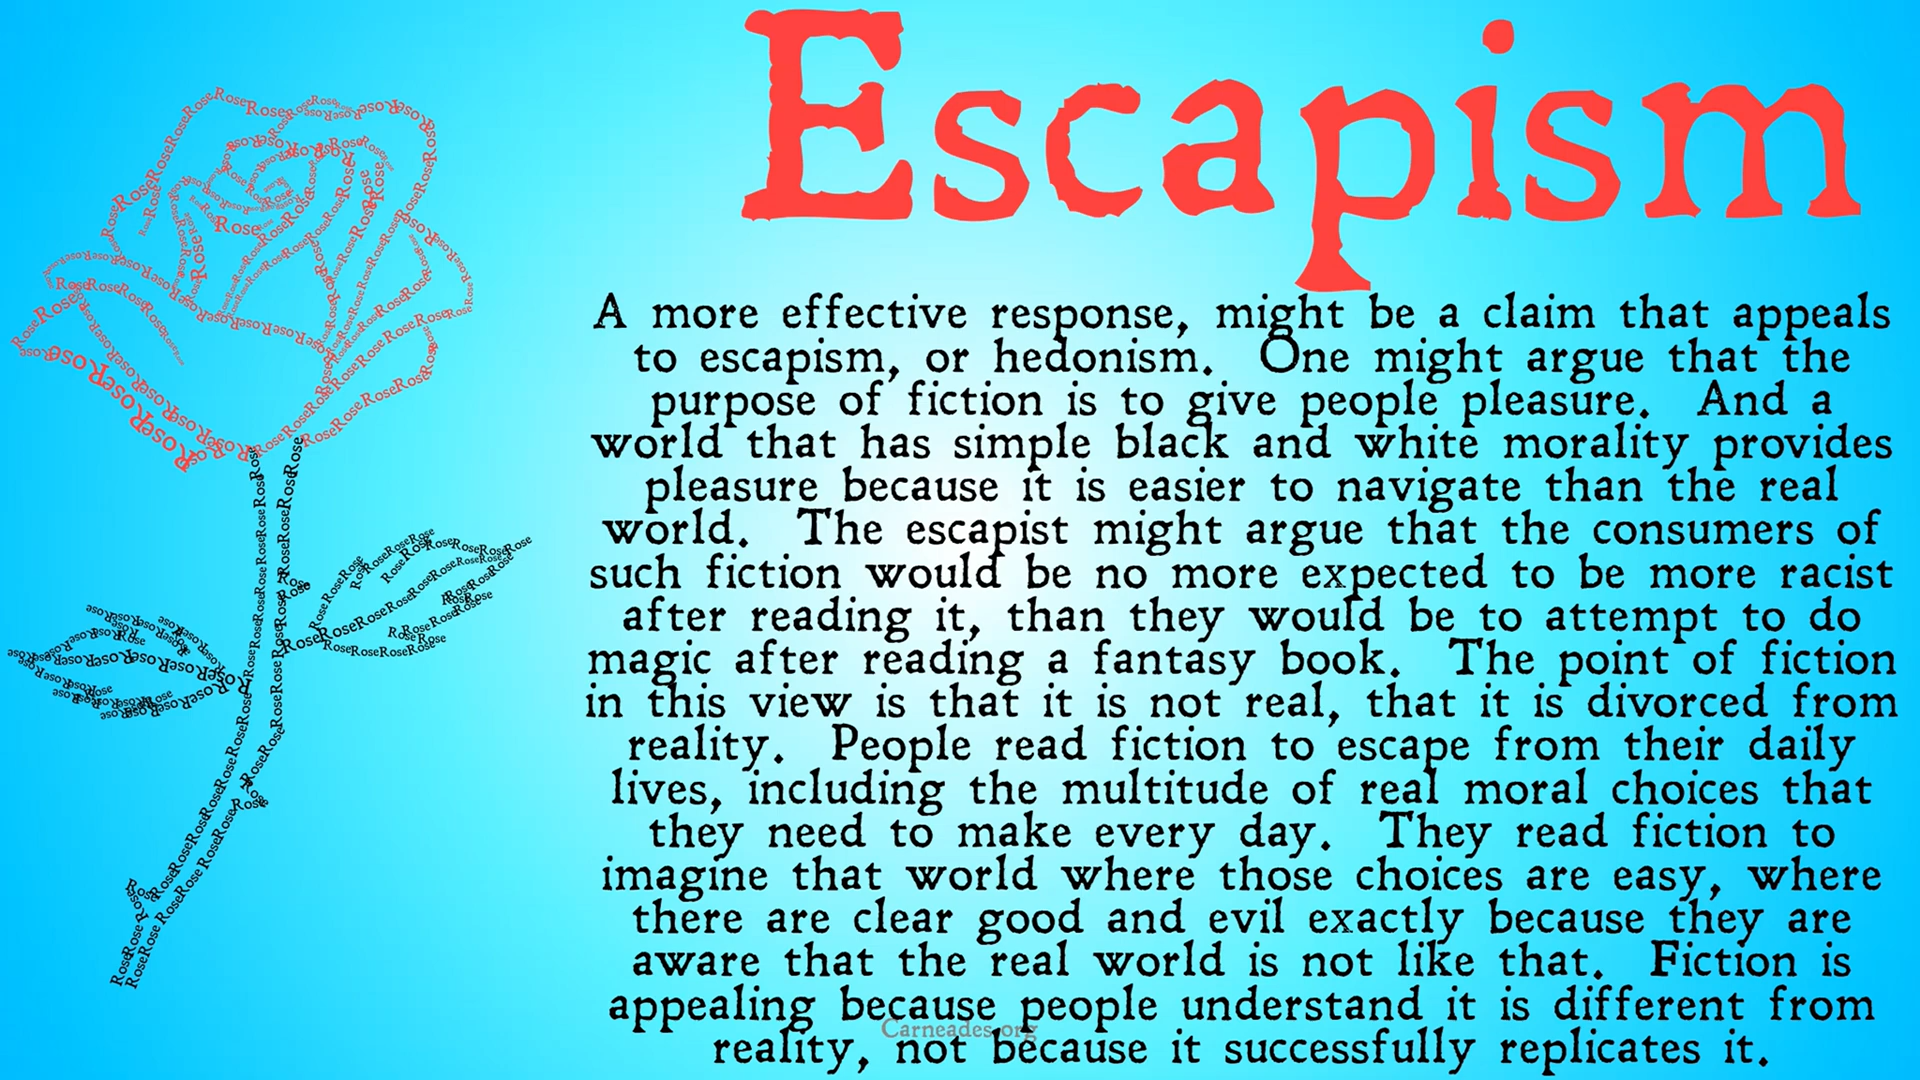 Escapism
A more effective response, might be a claim that appeals
to escapism, or hedonism.  One might argue that the
purpose of fiction is to give people pleasure.  And a
world that has simple black and white morality provides
pleasure because it is easier to navigate than the real
world.  The escapist might argue that the consumers of
such fiction would be no more expected to be more racist
after reading it, than they would be to attempt to do
magic after reading a fantasy book.  The point of fiction
in this view is that it is not real, that it is divorced from
reality.  People read fiction to escape from their daily
lives, including the multitude of real moral choices that
they need to make every day.  They read fiction to
imagine that world where those choices are easy, where
there are clear good and evil exactly because they are
aware that the real world is not like that.  Fiction is
appealing because people understand it is different from
Carneades.org
reality, not because it successfully replicates it.
Rose